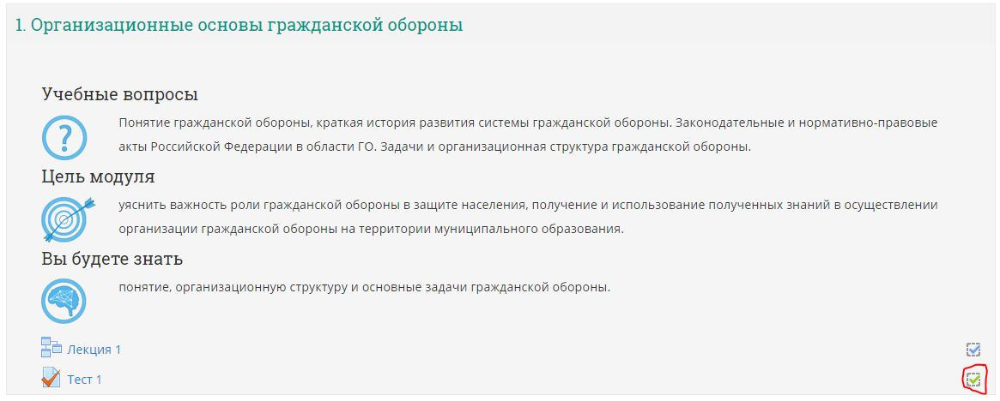 1. Организационные основы гражданской обороны
Учебные вопросы
Понятие гражданской обороны, краткая история развития системы гражданской обороны. Законодательные и нормативно-правовые
акты Российской Федерации в области ГО. Задачи и организационная структура гражданской обороны.
Цель модуля
уяснить важность роли гражданской обороны в защите населения, получение и использование полученных знаний в осуществлении
организации гражданской обороны на территории муниципального образования.
Вы будете знать
понятие, организационную структуру и основные задачи гражданской обороны.
Лекция 1
Тест 1